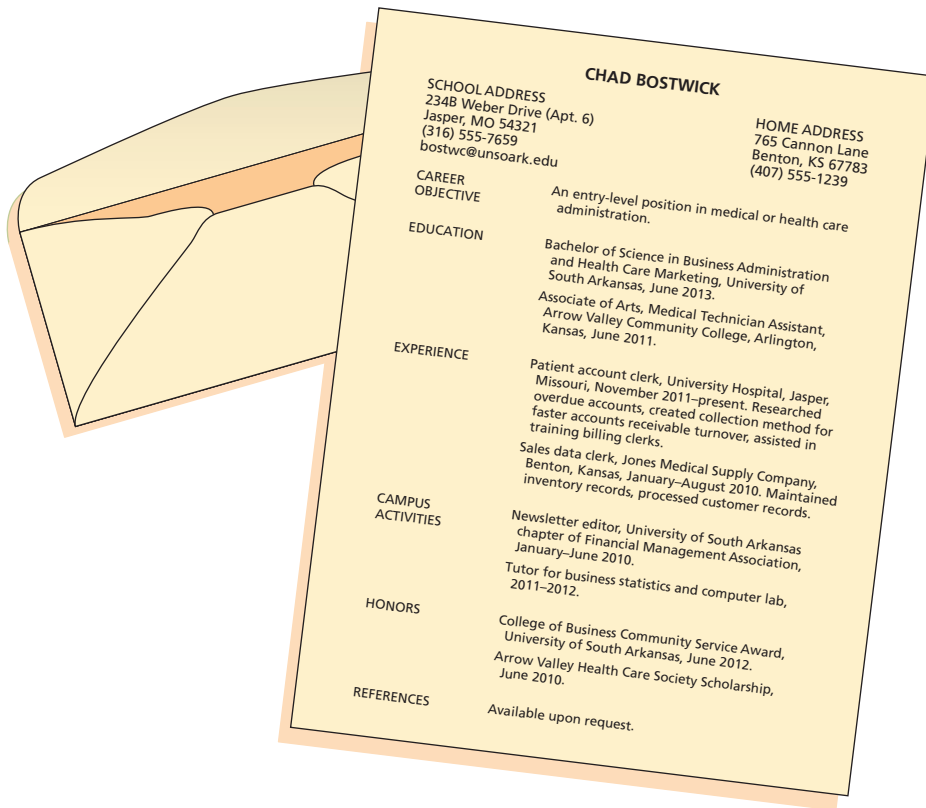 CHAD BOSTWICK
SCHOOL ADDRESS
234B Weber Drive (Apt. 6)
Jasper, MO 54321
(316) 555-7659
bostwc@unsoark.edu
HOME ADDRESS
765 Cannon Lane
Benton, KS 67783
(407) 555-1239
CAREER
OBJECTIVE
An entry-level position in medical or health care
administration.
EDUCATION
Bachelor of Science in Business Administration
and Health Care Marketing, University of
South Arkansas, June 2013.
Associate of Arts, Medical Technician Assistant,
Arrow Valley Community College, Arlington,
Kansas, June 2011.
EXPERIENCE
Patient account clerk, University Hospital, Jasper,
Missouri, November 2011–present. Researched
overdue accounts, created collection method for
faster accounts receivable turnover, assisted in
training billing clerks.
Sales data clerk, Jones Medical Supply Company,
Benton, Kansas, January–August 2010. Maintained
inventory records, processed customer records.
CAMPUS
ACTIVITIES
Newsletter editor, University of South Arkansas
chapter of Financial Management Association,
January–June 2010.
Tutor for business statistics and computer lab,
2011–2012.
HONORS
College of Business Community Service Award,
University of South Arkansas, June 2012.
Arrow Valley Health Care Society Scholarship,
June 2010.
REFERENCES
Available upon request.